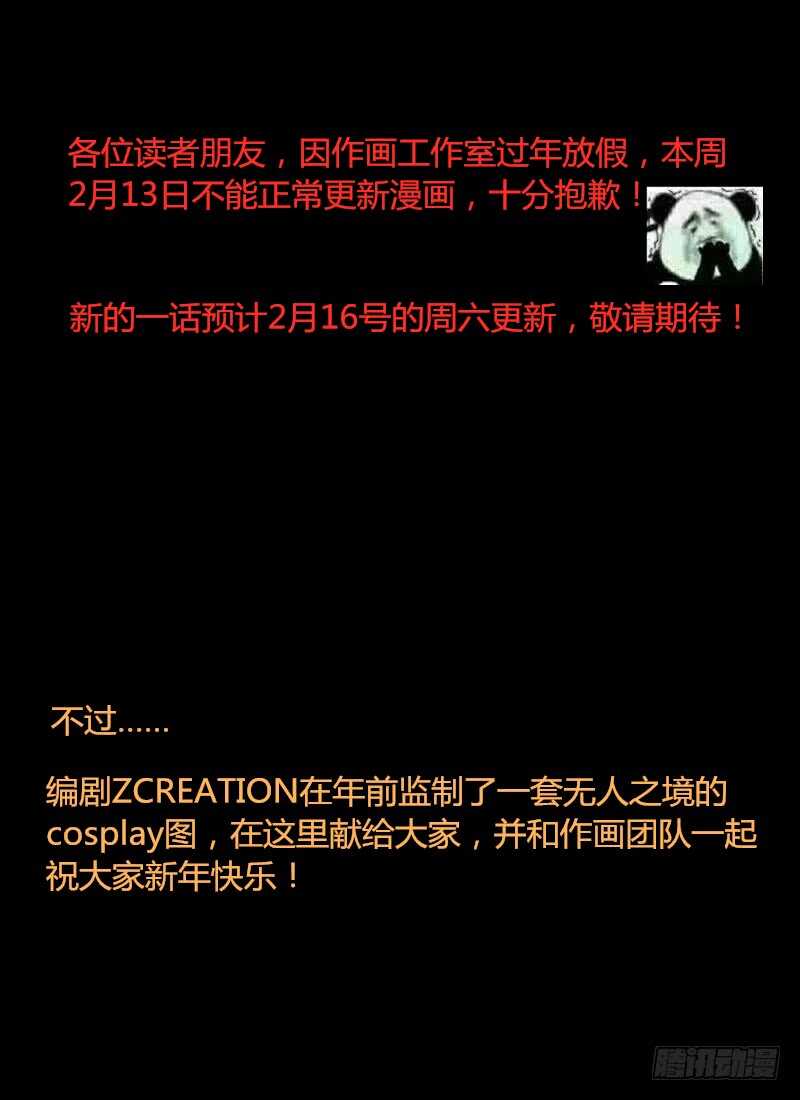 各位读者朋友，因作画工作室过年放假，本周
2月13日不能正常更新漫画，十分抱歉！
新的一话预计2月16号的周六更新，敬请期待！
不过……
编剧ZCREATION在年前监制了一套无人之境的
cosplay图，在这里献给大家，并和作画团队一起
祝大家新年快乐！
腾讯动漫